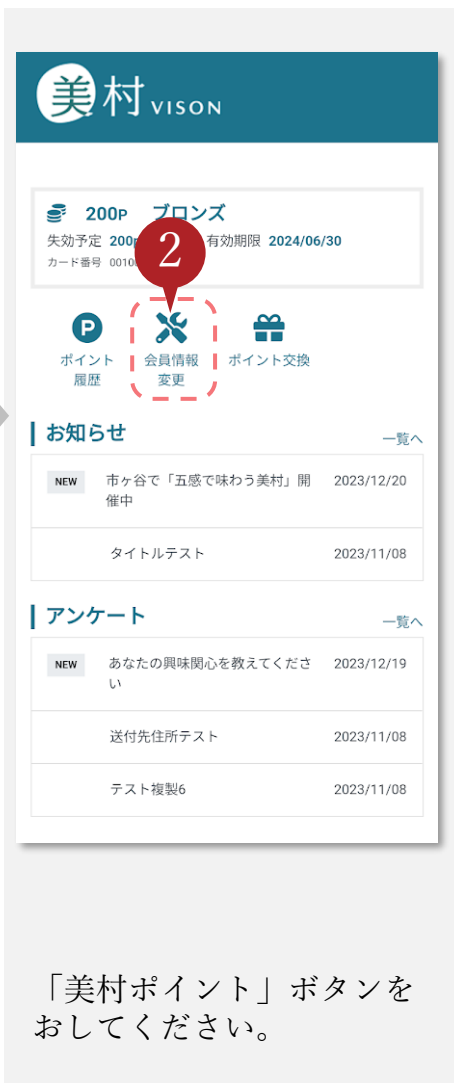 美村 VISON
200P ブロンズ
失効予定 200 有効期限 2024/06/30
カード番号
2
ポイント
履歴
会員情報
変更
ポイント交換
お知らせ
一覧へ
NEW 市ヶ谷で「五感で味わう美村」開 2023/12/20
催中
タイトルテスト 2023/11/08
アンケート
一覧へ
NEW あなたの興味関心を教えてくださ 2023/12/19
い
送付先住所テスト 2023/11/08
テスト複製6 2023/11/08
「美村ポイント」ボタンを
おしてください。